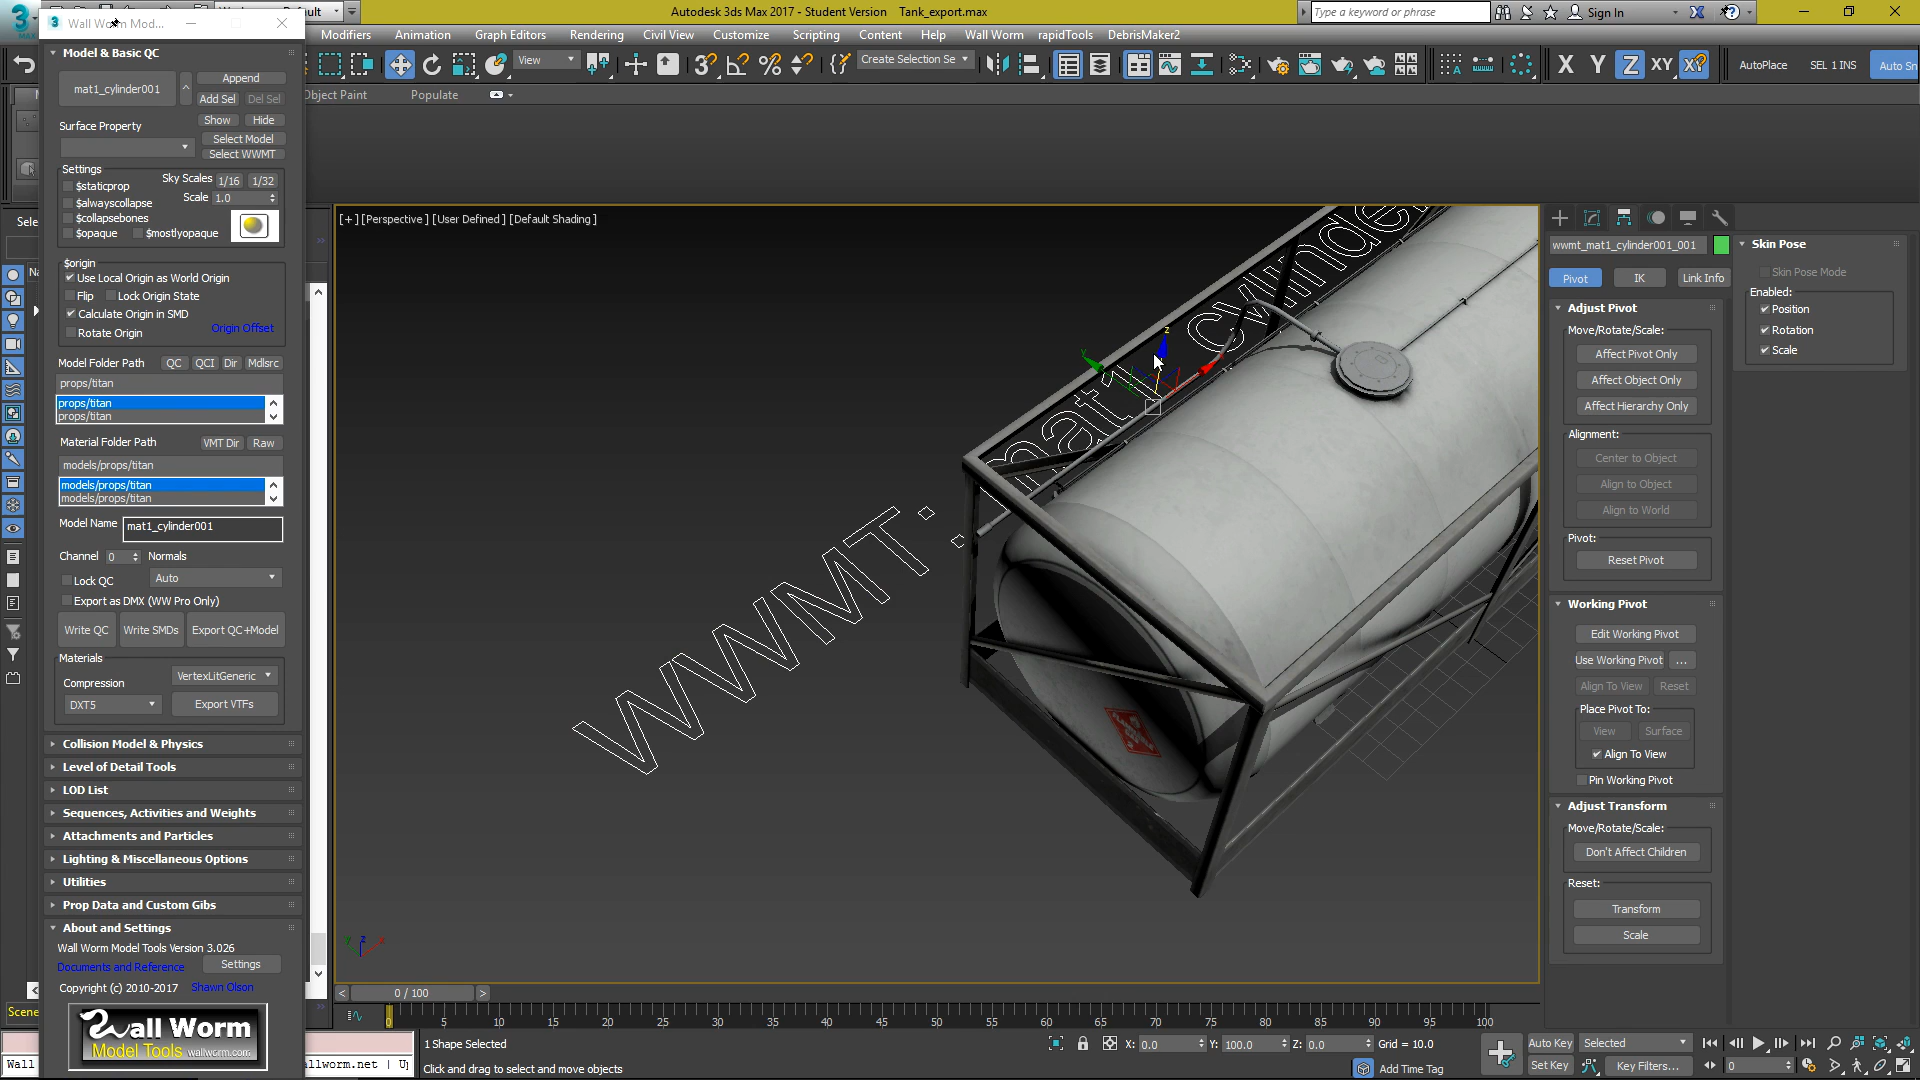 Wall Worm Mod...
Default
Autodesk 3ds Max 2017 - Student Version    Tank_export.max
Type a keyword or phrase
Sign In
Modifiers
Animation
Graph Editors
Rendering
Civil View
Customize
Scripting
Content
Help
Wall Worm
rapidTools
DebrisMaker2
View
Create Selection Se
X Y Z XY
AutoPlace
SEL 1 INS
Auto Sn
Object Paint
Populate
Model & Basic QC
mat1_cylinder001
Append
Add Sel
Del Sel
Show
Hide
Surface Property
Select Model
Select WWMT
Settings
$staticprop
Sky Scales 1/16 1/32
$alwayscollapse
Scale 1.0
$collapsebones
$opaque
$mostlyopaque
$origin
Use Local Origin as World Origin
Flip
Lock Origin State
Calculate Origin in SMD
Rotate Origin
Origin Offset
Model Folder Path
QC
QCI
Dir
Mdlsrc
props/titan
props/titan
props/titan
Material Folder Path
VMT Dir
Raw
models/props/titan
models/props/titan
models/props/titan
Model Name
mat1_cylinder001
Channel 0
Normals
Lock QC
Auto
Export as DMX (WW Pro Only)
Write QC
Write SMDs
Export QC+Model
Materials
Compression
VertexLitGeneric
DXT5
Export VTFs
Collision Model & Physics
Level of Detail Tools
LOD List
Sequences, Activities and Weights
Attachments and Particles
Lighting & Miscellaneous Options
Utilities
Prop Data and Custom Gibs
About and Settings
Wall Worm Model Tools Version 3.026
Documents and Reference
Settings
Copyright (c) 2010-2017
Shawn Olson
Wall Worm
Model Tools wallworm.com
Sele
Na
Scene
[+] [Perspective] [User Defined] [Default Shading]
WWMT: mat1_cylinder
z
y
wwmt_mat1_cylinder001_001
Pivot
IK
Link Info
Adjust Pivot
Move/Rotate/Scale:
Affect Pivot Only
Affect Object Only
Affect Hierarchy Only
Alignment:
Center to Object
Align to Object
Align to World
Pivot:
Reset Pivot
Working Pivot
Edit Working Pivot
Use Working Pivot
...
Align To View
Reset
Place Pivot To:
View
Surface
Align To View
Pin Working Pivot
Adjust Transform
Move/Rotate/Scale:
Don't Affect Children
Reset:
Transform
Scale
Skin Pose
Skin Pose Mode
Enabled:
Position
Rotation
Scale
0 / 100
0 5 10 15 20 25 30 35 40 45 50 55 60 65 70 75 80 85 90 95 100
Wall
allworm.net | Up
1 Shape Selected
Click and drag to select and move objects
X: 0.0
Y: 100.0
Z: 0.0
Grid = 10.0
Add Time Tag
Auto Key
Selected
Set Key
Key Filters...
0